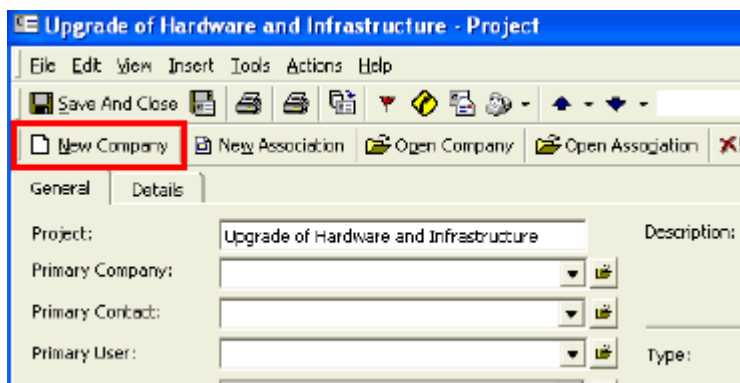 Upgrade of Hardware and Infrastructure - Project
File Edit View Insert Tools Actions Help
Save And Close
New Company New Association Open Company Open Association
General Details
Project: Upgrade of Hardware and Infrastructure Description:
Primary Company:
Primary Contact:
Primary User: Type: